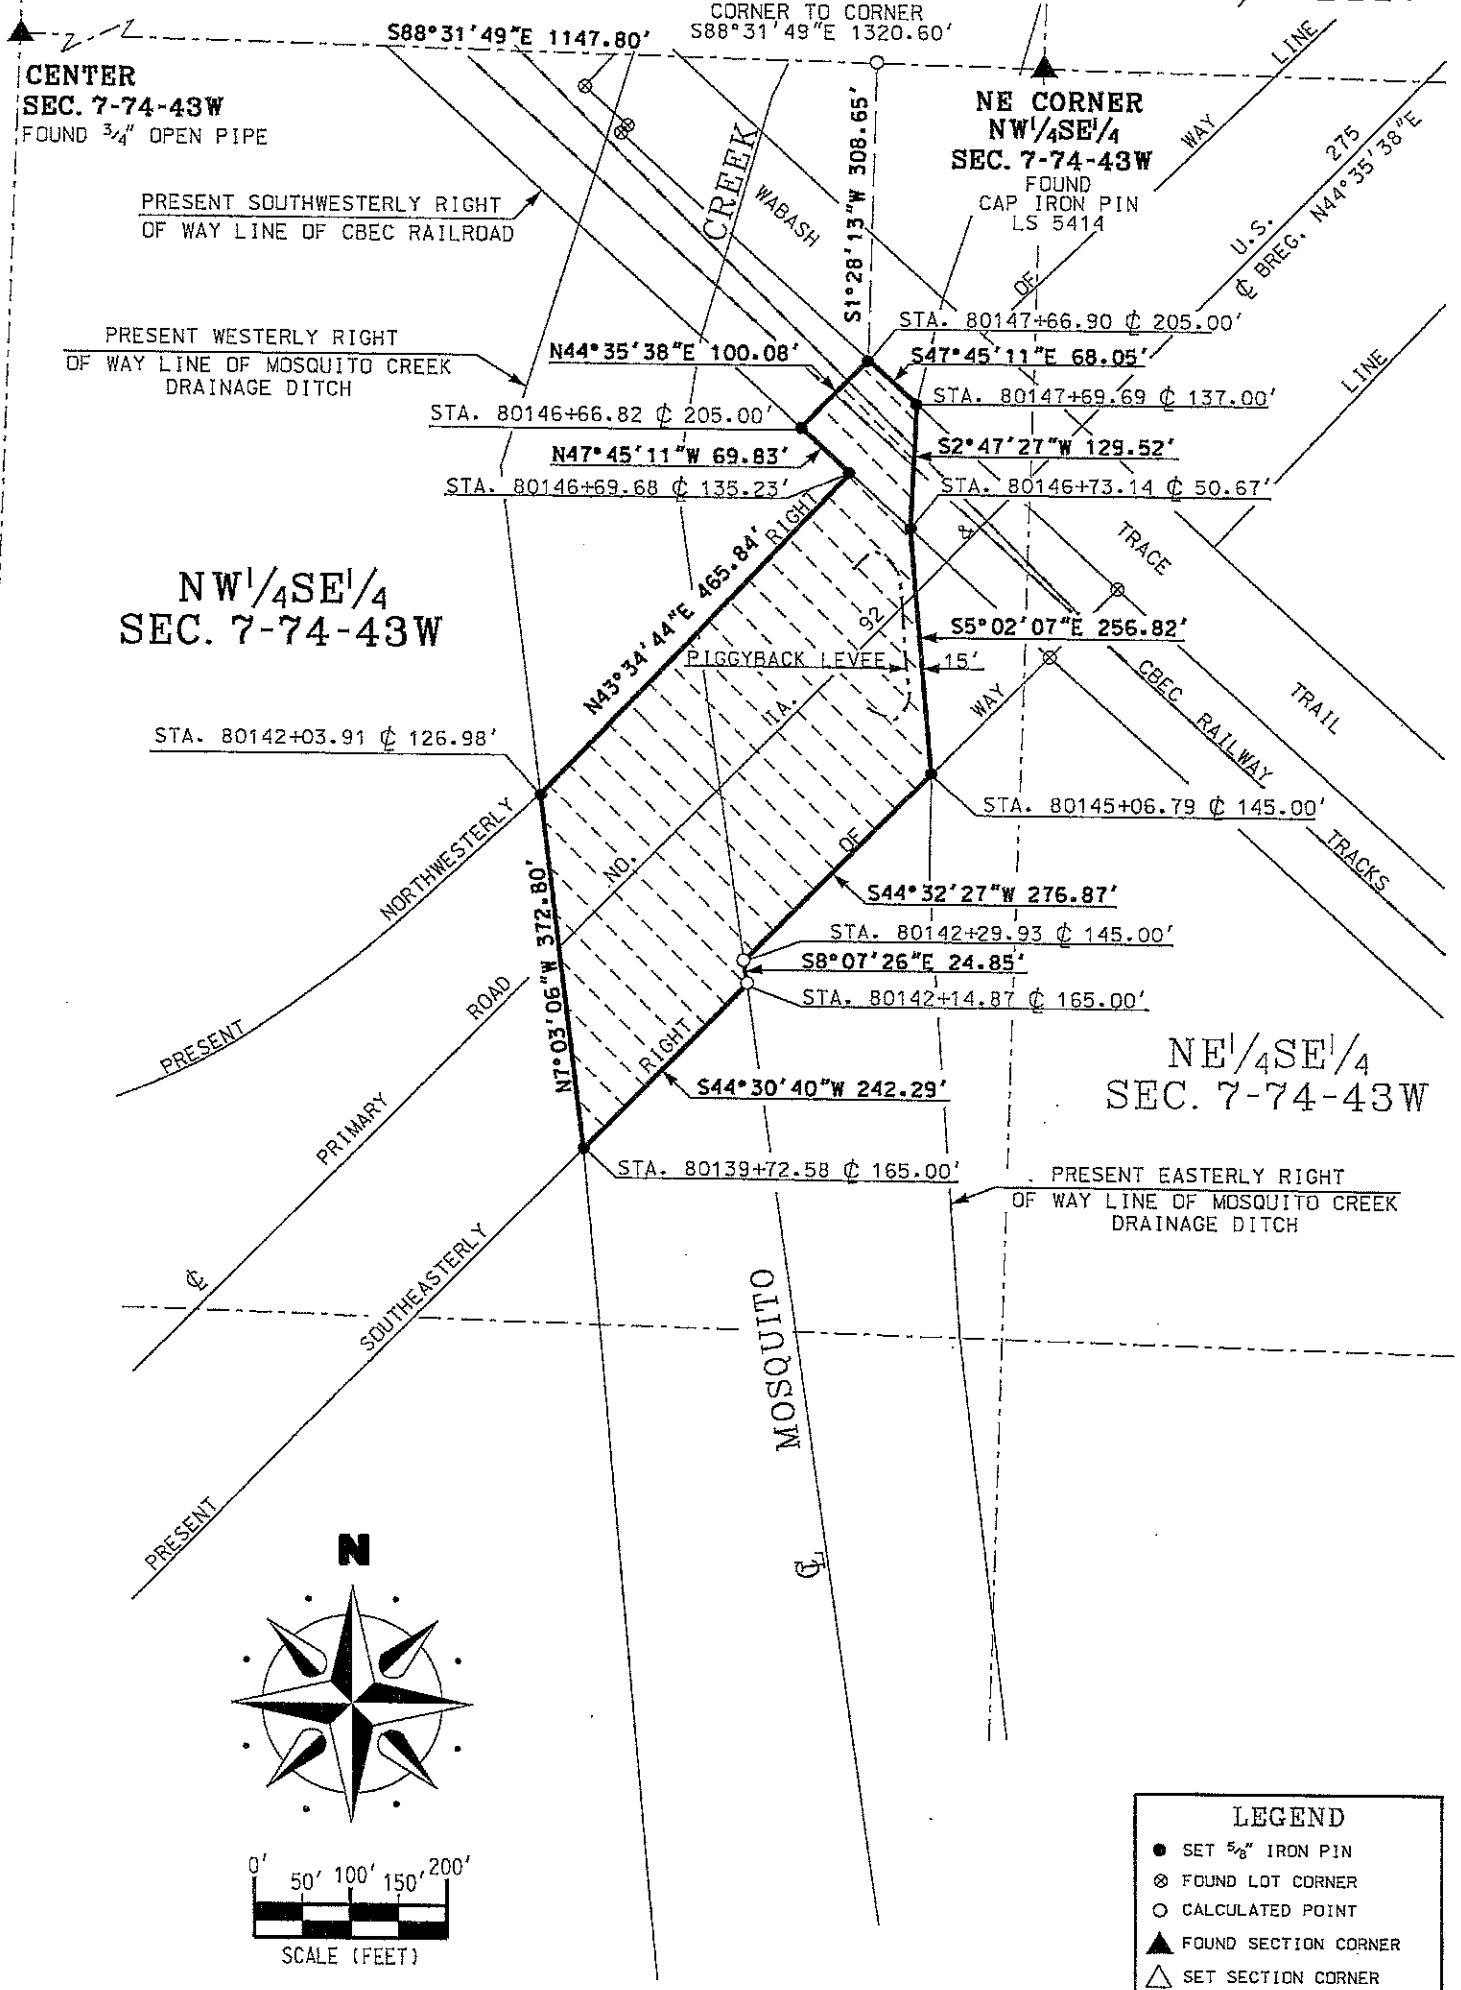 CORNER TO CORNER
S88°31'49"E 1320.60'
S88°31'49"E 1147.80'
CENTER
SEC. 7-74-43W
FOUND 3/4" OPEN PIPE
NE CORNER
NW1/4SE1/4
SEC. 7-74-43W
FOUND
CAP IRON PIN
LS 5414
LINE
WAY
OF
275
U.S.
℄ BREG. N44°35'38"E
LINE
S1°28'13"W 308.65'
CREEK
WABASH
PRESENT SOUTHWESTERLY RIGHT
OF WAY LINE OF CBEC RAILROAD
PRESENT WESTERLY RIGHT
OF WAY LINE OF MOSQUITO CREEK
DRAINAGE DITCH
STA. 80147+66.90 ℄ 205.00'
N44°35'38"E 100.08'
S47°45'11"E 68.05'
STA. 80147+69.69 ℄ 137.00'
STA. 80146+66.82 ℄ 205.00'
N47°45'11"W 69.83'
S2°47'27"W 129.52'
STA. 80146+69.68 ℄ 135.23'
STA. 80146+73.14 ℄ 50.67'
RIGHT
TRACE
&
NW1/4SE1/4
SEC. 7-74-43W
N43°34'44"E 465.84'
92
S5°02'07"E 256.82'
PIGGYBACK LEVEE
15'
IA.
WAY
CBEC RAILWAY
TRAIL
STA. 80142+03.91 ℄ 126.98'
STA. 80145+06.79 ℄ 145.00'
TRACKS
NORTHWESTERLY
NO.
OF
S44°32'27"W 276.87'
STA. 80142+29.93 ℄ 145.00'
S8°07'26"E 24.85'
STA. 80142+14.87 ℄ 165.00'
N7°03'06"W 372.80'
ROAD
PRESENT
RIGHT
NE1/4SE1/4
SEC. 7-74-43W
S44°30'40"W 242.29'
PRIMARY
STA. 80139+72.58 ℄ 165.00'
PRESENT EASTERLY RIGHT
OF WAY LINE OF MOSQUITO CREEK
DRAINAGE DITCH
℄
SOUTHEASTERLY
MOSQUITO
PRESENT
℄
N
0' 50' 100' 150' 200'
SCALE (FEET)
LEGEND
SET 5/8" IRON PIN
FOUND LOT CORNER
CALCULATED POINT
FOUND SECTION CORNER
SET SECTION CORNER